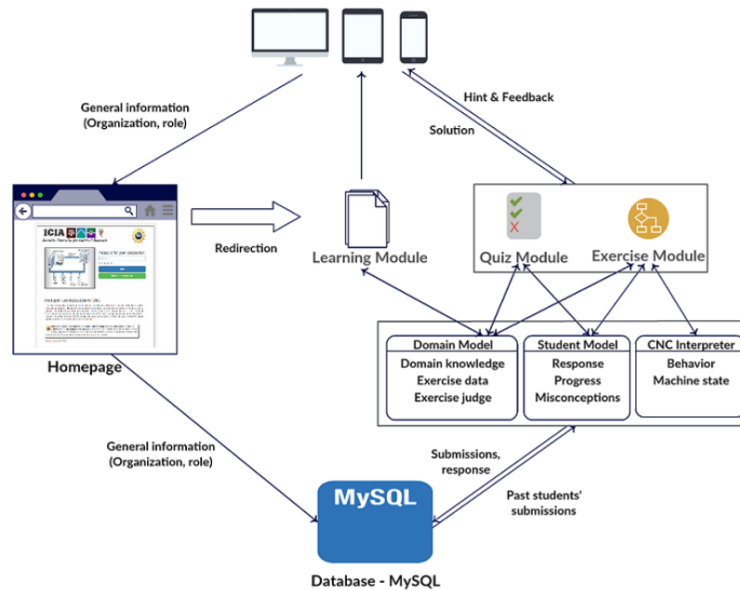 General information
(Organization, role)
Hint & Feedback
Solution
ICIA
Redirection
Learning Module
Quiz Module
Exercise Module
Homepage
Domain Model
Domain knowledge
Exercise data
Exercise judge
Student Model
Response
Progress
Misconceptions
CNC Interpreter
Behavior
Machine state
General information
(Organization, role)
Submissions,
response
Past students'
submissions
MySQL
Database - MySQL